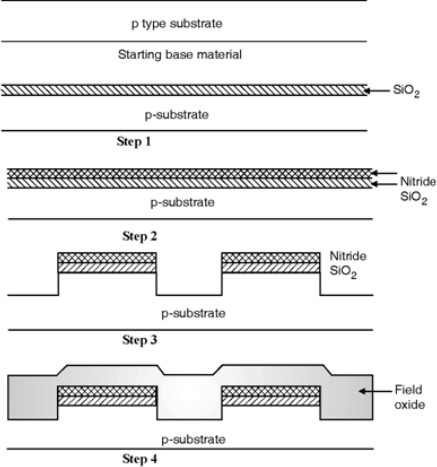 p type substrate
Starting base material
SiO₂
p-substrate
Step 1
Nitride
SiO₂
p-substrate
Step 2
Nitride
SiO₂
p-substrate
Step 3
Field
oxide
p-substrate
Step 4